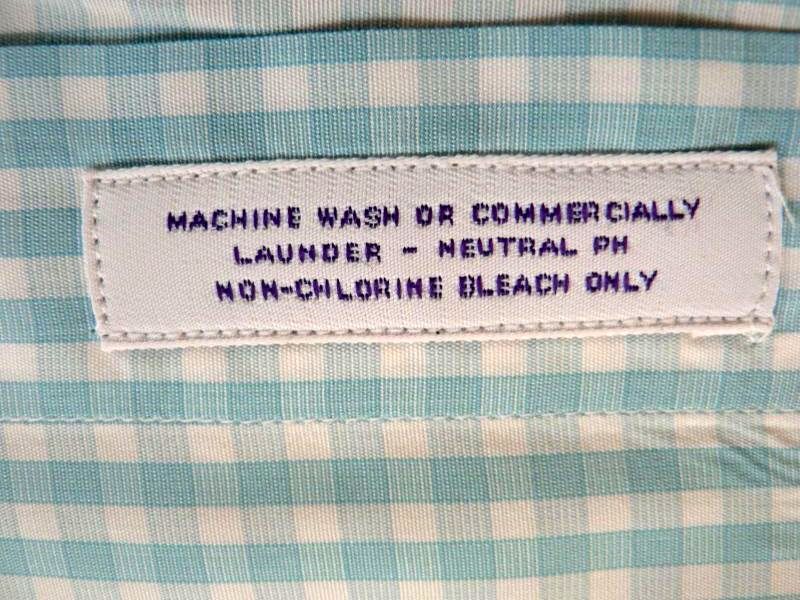 MACHINE WASH OR COMMERCIALLY
LAUNDER - NEUTRAL PH
NON-CHLORINE BLEACH ONLY